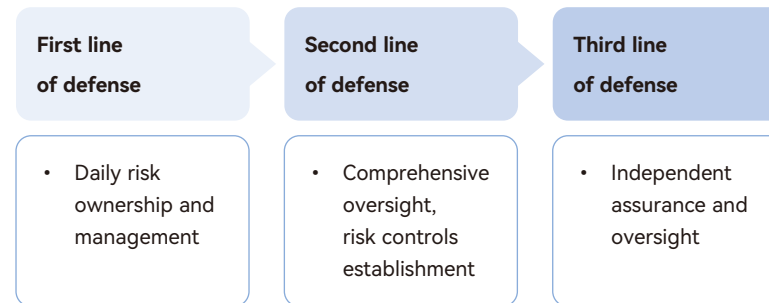 First line
of defense
Second line
of defense
Third line
of defense
• Daily risk
ownership and
management
• Comprehensive
oversight,
risk controls
establishment
• Independent
assurance and
oversight